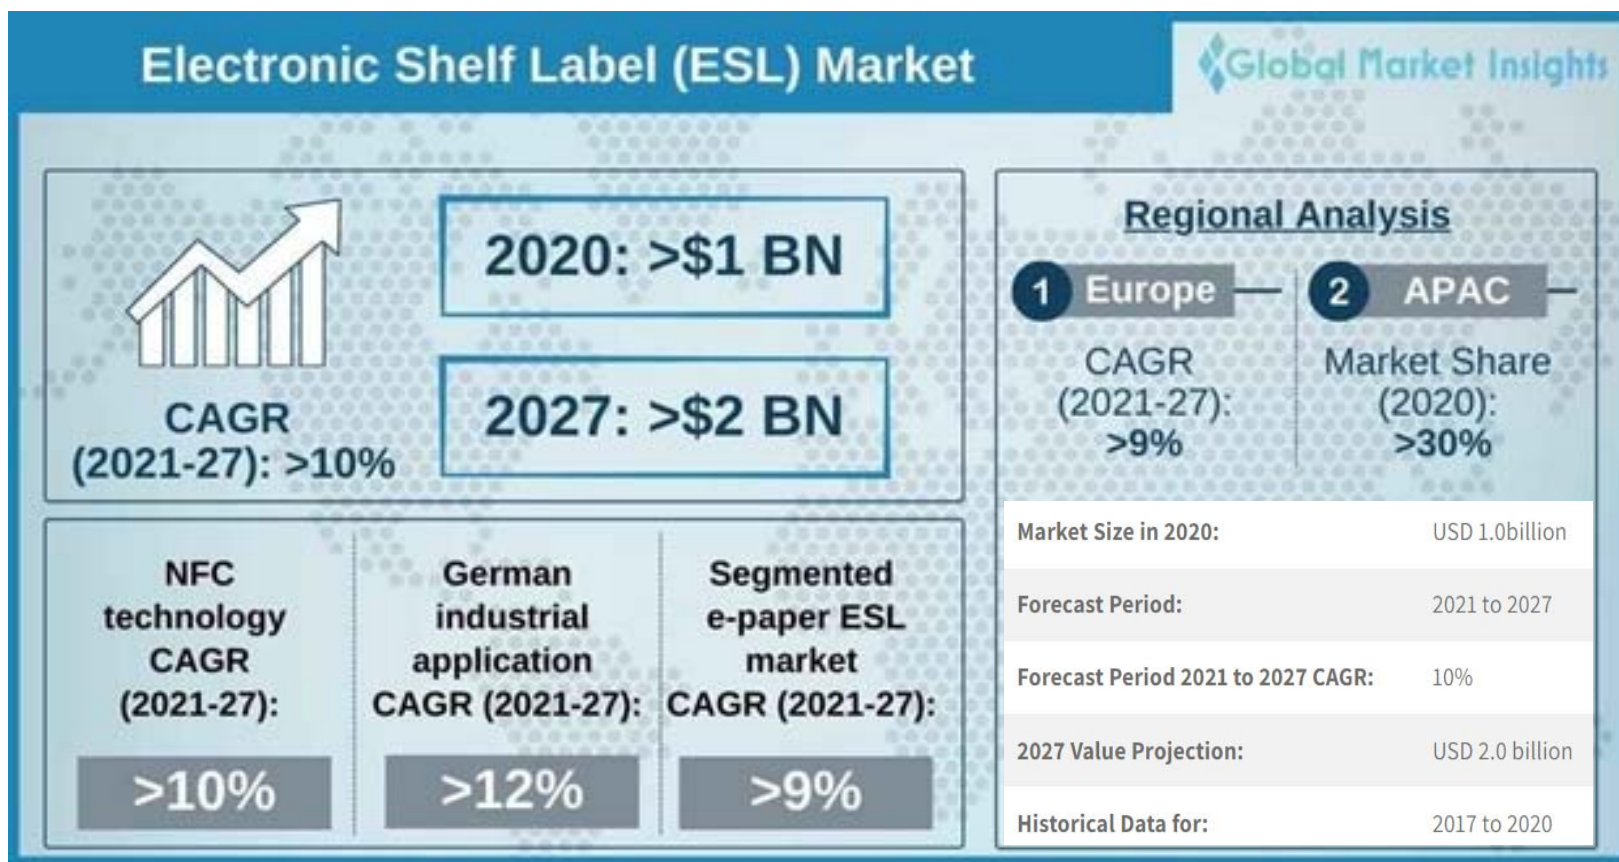 Electronic Shelf Label (ESL) Market
Global Market Insights
CAGR
(2021-27): >10%
2020: >$1 BN
2027: >$2 BN
NFC
technology
CAGR
(2021-27):
>10%
German
industrial
application
CAGR (2021-27):
>12%
Segmented
e-paper ESL
market
CAGR (2021-27):
>9%
Regional Analysis
1 Europe
CAGR
(2021-27):
>9%
2 APAC
Market Share
(2020):
>30%
Market Size in 2020: USD 1.0billion
Forecast Period: 2021 to 2027
Forecast Period 2021 to 2027 CAGR: 10%
2027 Value Projection: USD 2.0 billion
Historical Data for: 2017 to 2020